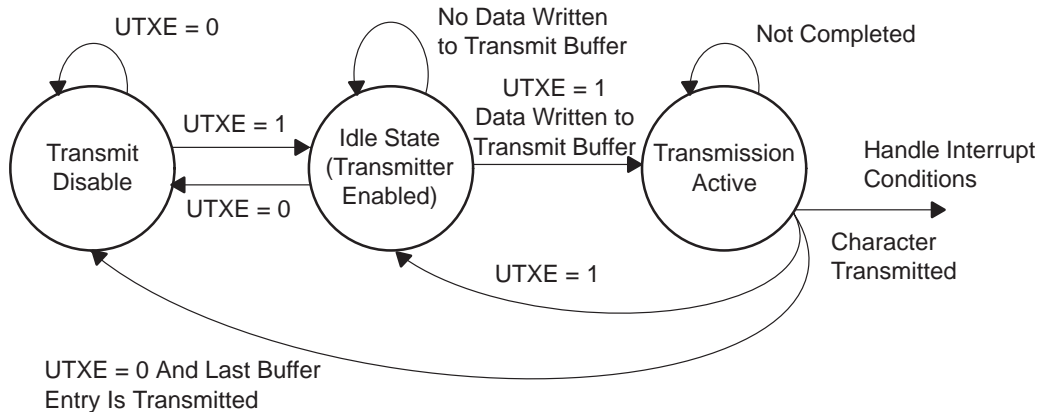 UTXE = 0
No Data Written
to Transmit Buffer
Not Completed
UTXE = 1
UTXE = 1
Data Written to
Transmit Buffer
Transmit
Disable
Idle State
(Transmitter
Enabled)
Transmission
Active
Handle Interrupt
Conditions
UTXE = 0
UTXE = 1
Character
Transmitted
UTXE = 0 And Last Buffer
Entry Is Transmitted